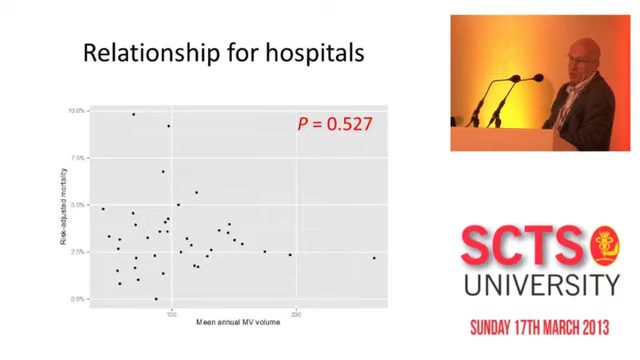 Relationship for hospitals
10.0%
P = 0.527
7.5%
5.0%
2.5%
0.0%
Risk-adjusted mortality
100
200
Mean annual MV volume
SCTS
UNIVERSITY
SUNDAY 17TH MARCH 2013